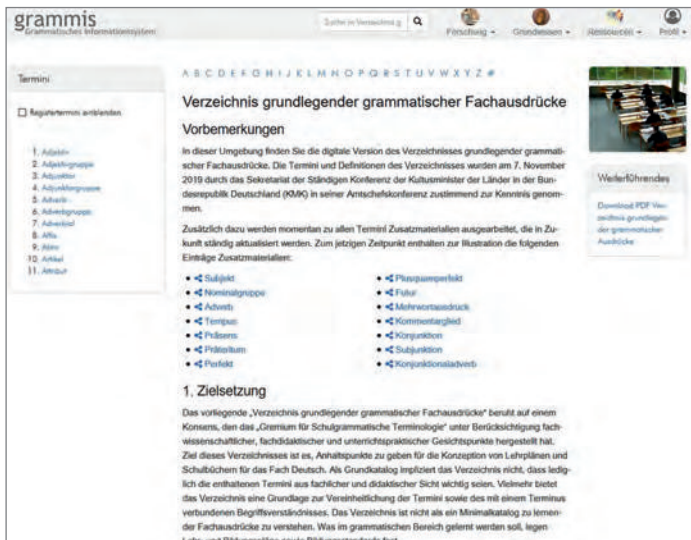 grammis
Grammatisches Informationssystem
Suche in Verzeichnis g
Forschung
Grundwissen
Ressourcen
Profil
Termini
Registertermini einblenden
1. Adjektiv
2. Adjektivgruppe
3. Adjunktor
4. Adjunktorgruppe
5. Adverb
6. Adverbgruppe
7. Adverbial
8. Affix
9. Aktiv
10. Artikel
11. Attribut
A B C D E F G H I J K L M N O P Q R S T U V W X Y Z #
Verzeichnis grundlegender grammatischer Fachausdrücke
Vorbemerkungen
In dieser Umgebung finden Sie die digitale Version des Verzeichnisses grundlegender grammati-
scher Fachausdrücke. Die Termini und Definitionen des Verzeichnisses wurden am 7. November
2019 durch das Sekretariat der Ständigen Konferenz der Kultusminister der Länder in der Bun-
desrepublik Deutschland (KMK) in seiner Amtschefskonferenz zustimmend zur Kenntnis genom-
men.
Zusätzlich dazu werden momentan zu allen Termini Zusatzmaterialien ausgearbeitet, die in Zu-
kunft ständig aktualisiert werden. Zum jetzigen Zeitpunkt enthalten zur Illustration die folgenden
Einträge Zusatzmaterialien:
Subjekt
Nominalgruppe
Adverb
Tempus
Präsens
Präteritum
Perfekt
Plusquamperfekt
Futur
Mehrwortausdruck
Kommentarglied
Konjunktion
Subjunktion
Konjunktionaladverb
1. Zielsetzung
Das vorliegende „Verzeichnis grundlegender grammatischer Fachausdrücke“ beruht auf einem
Konsens, den das „Gremium für Schulgrammatische Terminologie“ unter Berücksichtigung fach-
wissenschaftlicher, fachdidaktischer und unterrichtspraktischer Gesichtspunkte hergestellt hat.
Ziel dieses Verzeichnisses ist es, Anhaltspunkte zu geben für die Konzeption von Lehrplänen und
Schulbüchern für das Fach Deutsch. Als Grundkatalog impliziert das Verzeichnis nicht, dass ledig-
lich die enthaltenen Termini aus fachlicher und didaktischer Sicht wichtig seien. Vielmehr bietet
das Verzeichnis eine Grundlage zur Vereinheitlichung der Termini sowie des mit einem Terminus
verbundenen Begriffsverständnisses. Das Verzeichnis ist nicht als ein Minimalkatalog zu lernen-
der Fachausdrücke zu verstehen. Was im grammatischen Bereich gelernt werden soll, legen
Weiterführendes
Download PDF Ver-
zeichnis grundlegen-
der grammatischer
Ausdrücke